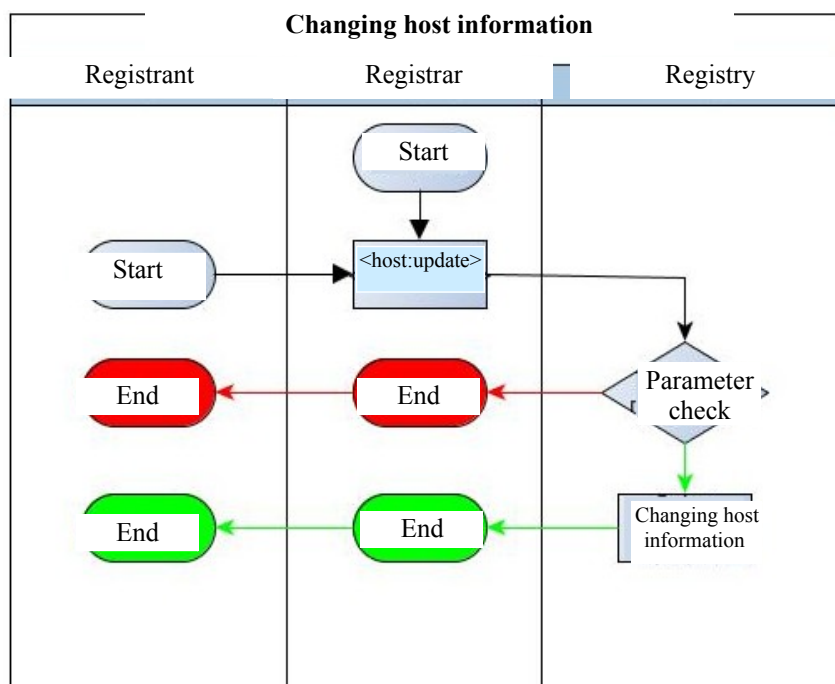 Changing host information
Registrant
Registrar
Registry
Start
Start
<host:update>
End
End
Parameter
check
End
End
Changing host
information